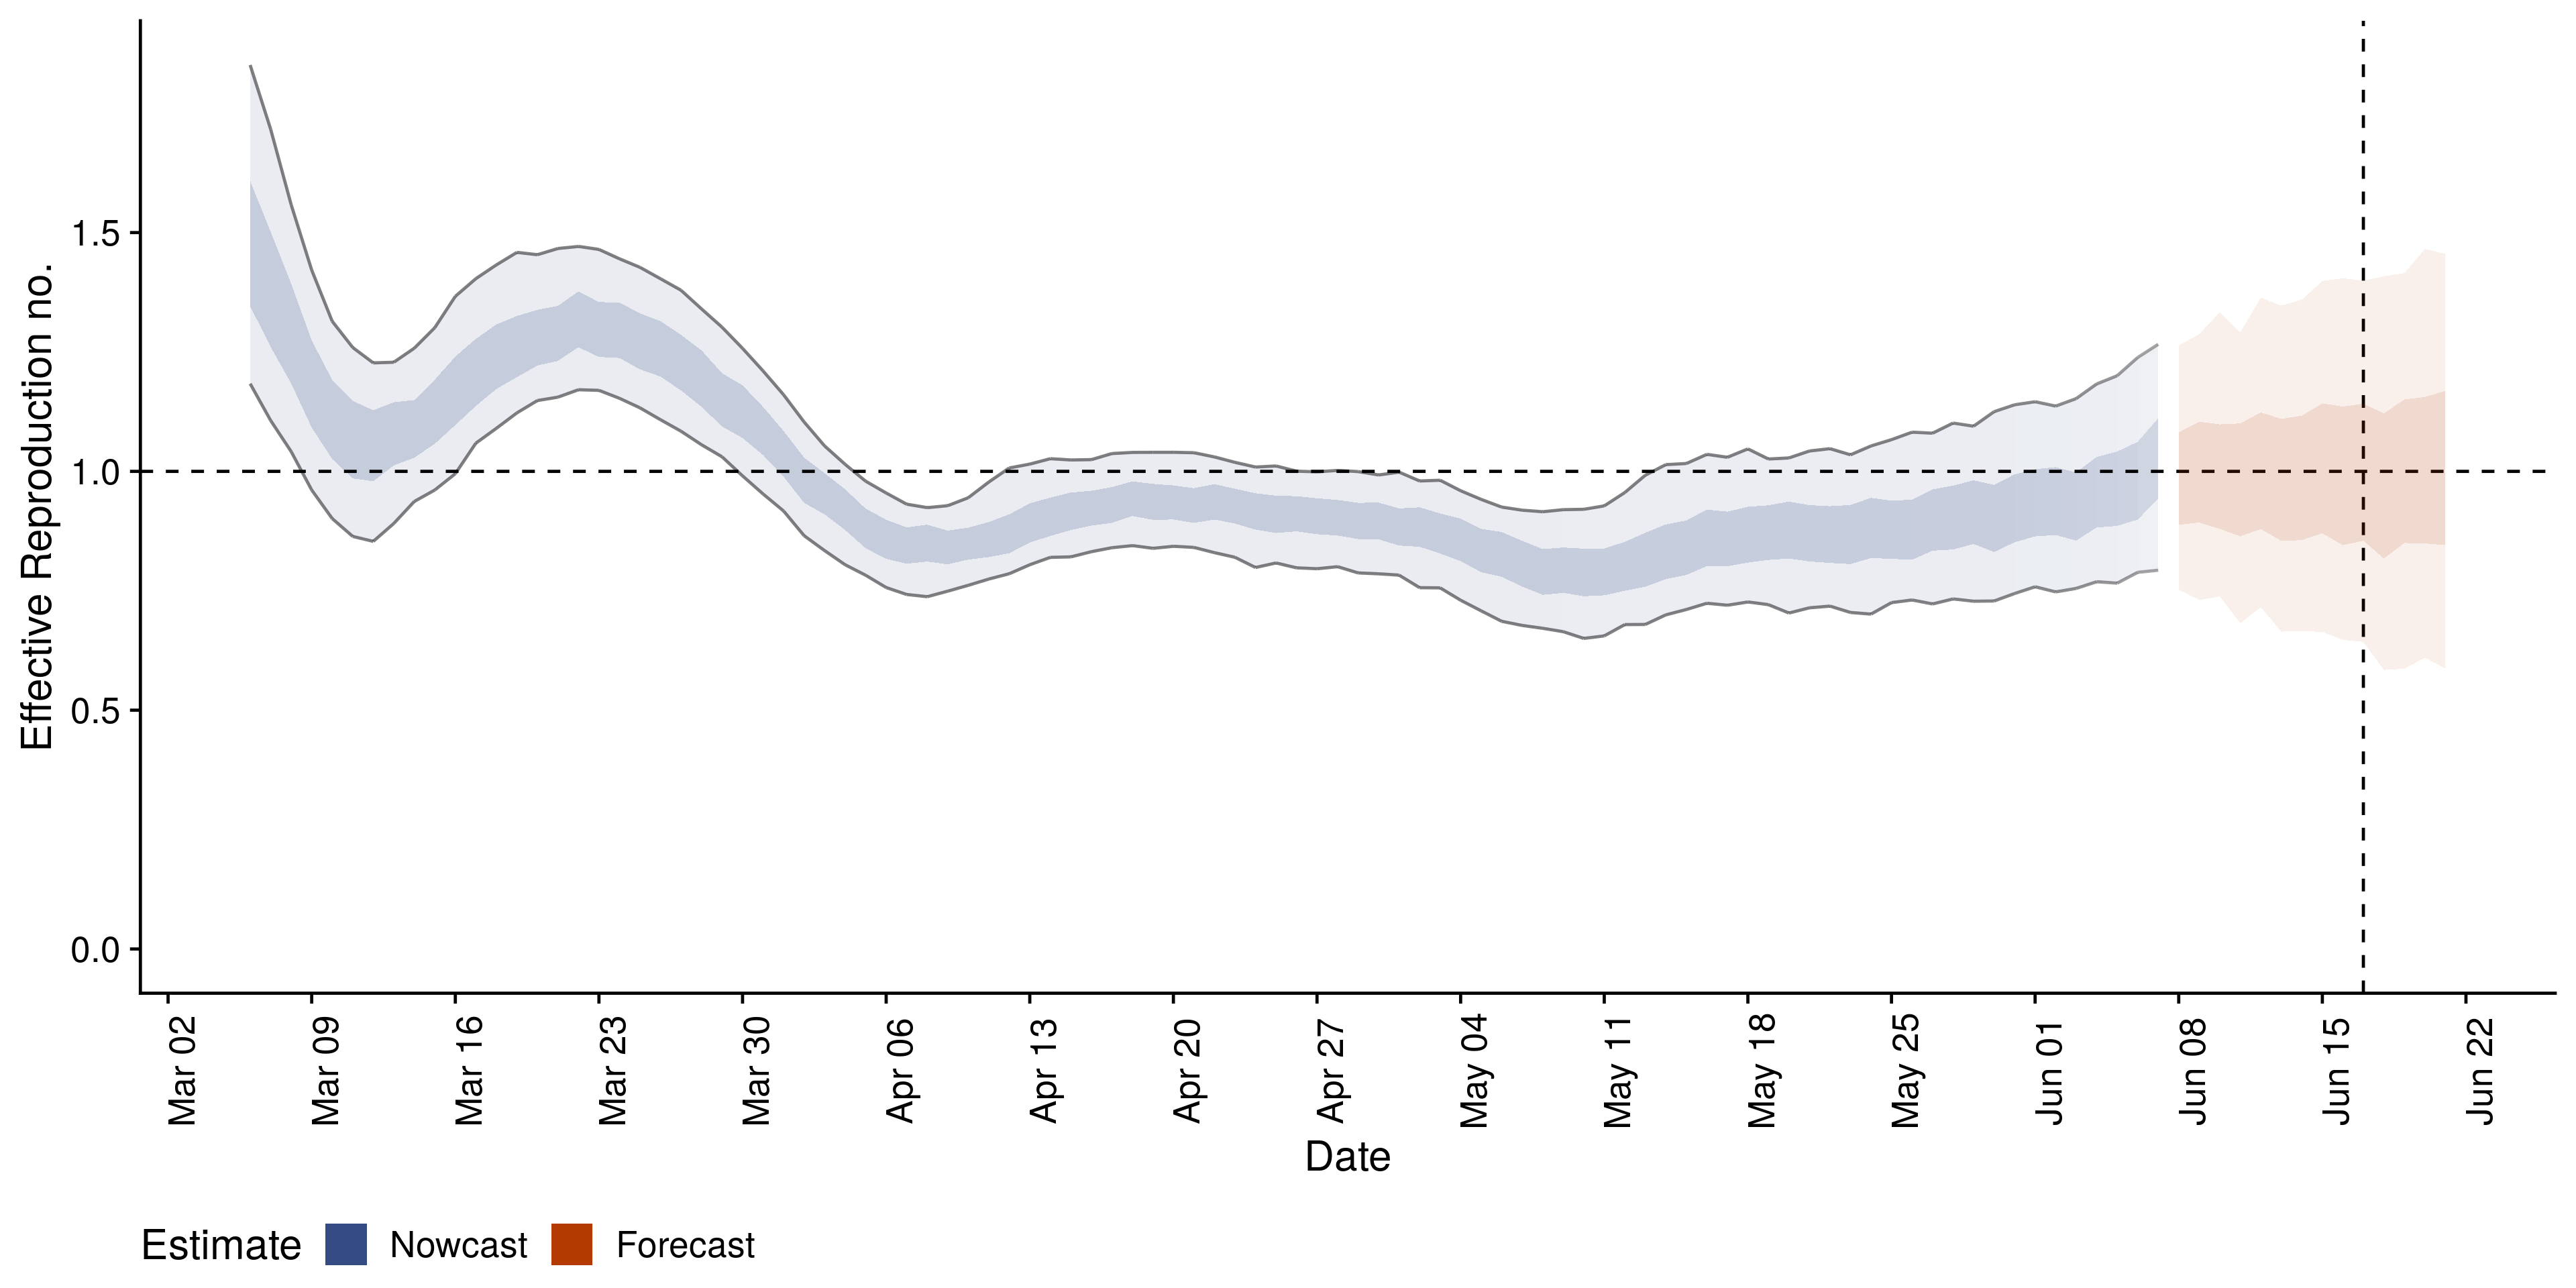 Effective Reproduction no.
1.5
1.0
0.5
0.0
Mar 02
Mar 09
Mar 16
Mar 23
Mar 30
Apr 06
Apr 13
Apr 20
Apr 27
May 04
May 11
May 18
May 25
Jun 01
Jun 08
Jun 15
Jun 22
Date
Estimate Nowcast Forecast